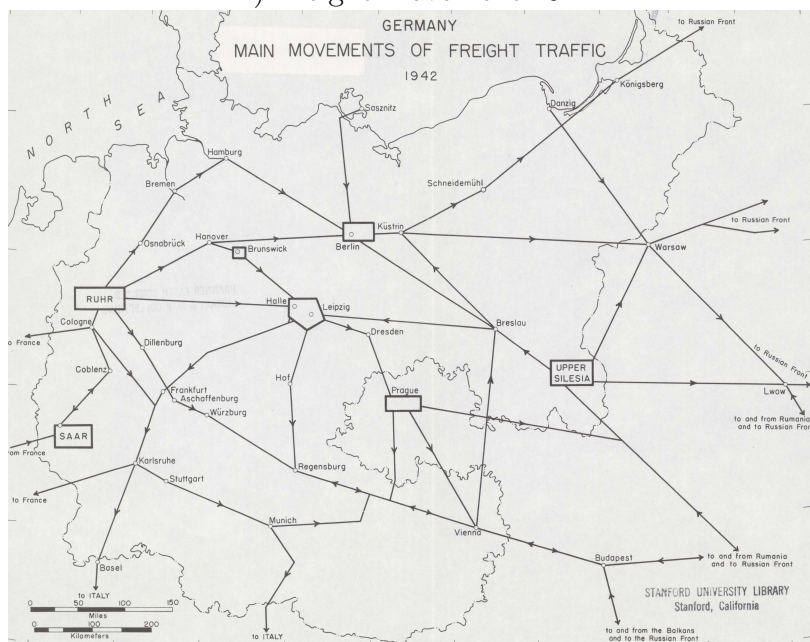 GERMANY
MAIN MOVEMENTS OF FREIGHT TRAFFIC
1942
to Russian Front
NORTH
SEA
Sasznitz
Danzig
Königsberg
Hamburg
Bremen
Schneidemühl
to Russian Front
Osnabrück
Hanover
Brunswick
Berlin
Küstrin
Warsaw
RUHR
Halle
Leipzig
Cologne
to France
Dillenburg
Dresden
Breslau
to Russian Front
Coblenz
Hof
Prague
UPPER
SILESIA
Lwow
Frankfurt
Aschaffenburg
Würzburg
to and from Rumania
and to Russian Front
SAAR
from France
Karlsruhe
Stuttgart
Regensburg
to France
Munich
Vienna
Basel
Budapest
to and from Rumania
and to Russian Front
to ITALY
to ITALY
0 50 100 150
Miles
0 100 200
Kilometers
STANFORD UNIVERSITY LIBRARY
Stanford, California
to and from the Balkans
and to the Russian Front